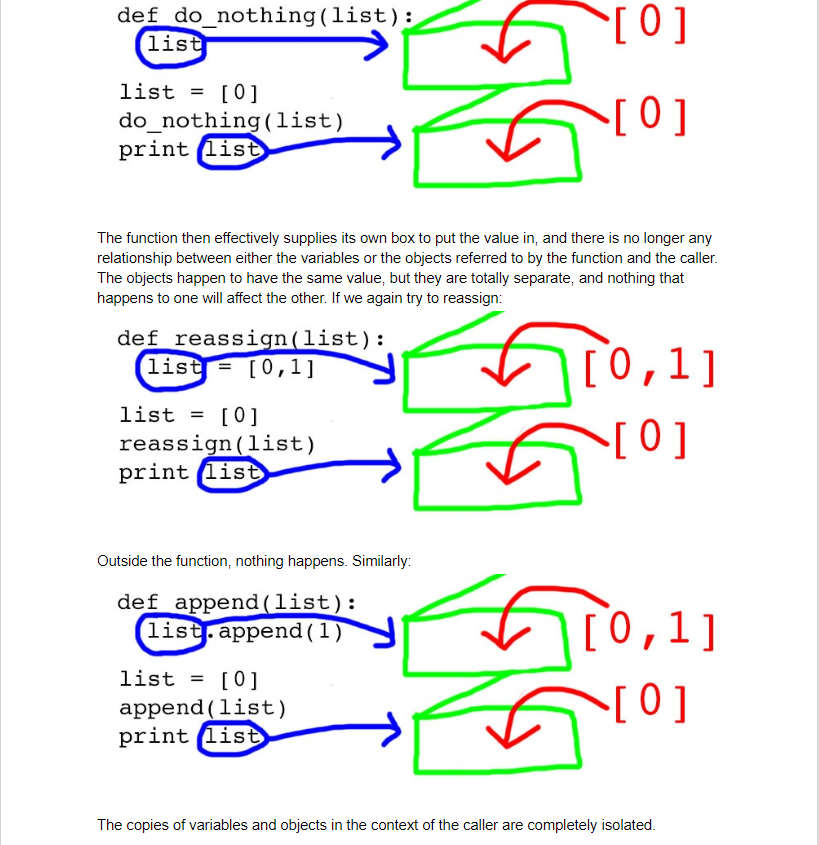 def do_nothing(list):
list
[0]
list = [0]
do_nothing(list)
print list
[0]
The function then effectively supplies its own box to put the value in, and there is no longer any
relationship between either the variables or the objects referred to by the function and the caller.
The objects happen to have the same value, but they are totally separate, and nothing that
happens to one will affect the other. If we again try to reassign:
def reassign(list):
list = [0,1]
[0,1]
list = [0]
reassign(list)
print list
[0]
Outside the function, nothing happens. Similarly:
def append(list):
list.append(1)
[0,1]
list = [0]
append(list)
print list
[0]
The copies of variables and objects in the context of the caller are completely isolated.